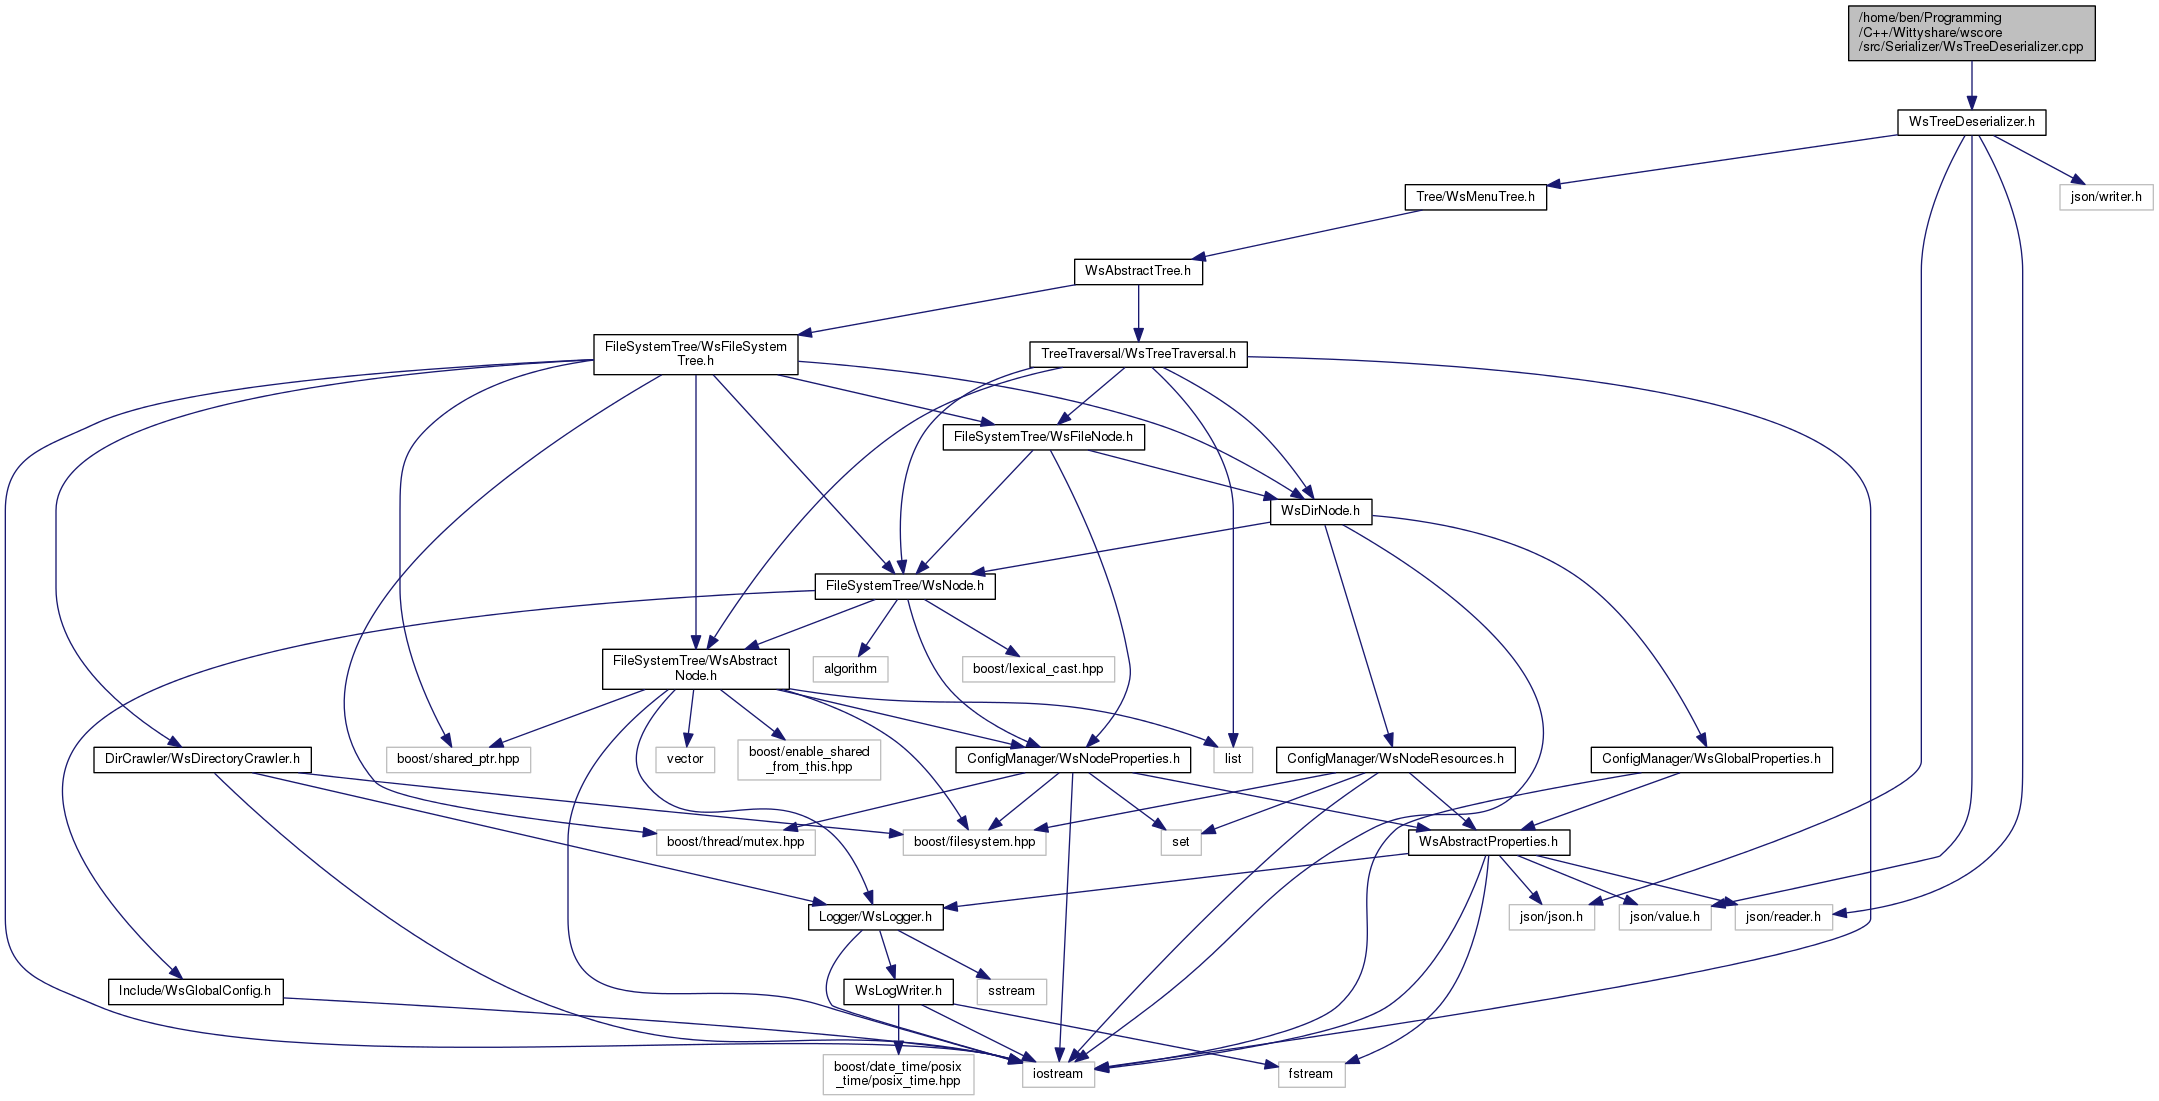 /home/ben/Programming
/C++/Wittyshare/wscore
/src/Serializer/WsTreeDeserializer.cpp
WsTreeDeserializer.h
Tree/WsMenuTree.h
json/writer.h
WsAbstractTree.h
FileSystemTree/WsFileSystem
Tree.h
TreeTraversal/WsTreeTraversal.h
FileSystemTree/WsFileNode.h
WsDirNode.h
FileSystemTree/WsNode.h
FileSystemTree/WsAbstract
Node.h
algorithm
boost/lexical_cast.hpp
DirCrawler/WsDirectoryCrawler.h
boost/shared_ptr.hpp
vector
boost/enable_shared
_from_this.hpp
ConfigManager/WsNodeProperties.h
list
ConfigManager/WsNodeResources.h
ConfigManager/WsGlobalProperties.h
boost/thread/mutex.hpp
boost/filesystem.hpp
set
WsAbstractProperties.h
Logger/WsLogger.h
json/json.h
json/value.h
json/reader.h
Include/WsGlobalConfig.h
WsLogWriter.h
sstream
boost/date_time/posix
_time/posix_time.hpp
iostream
fstream